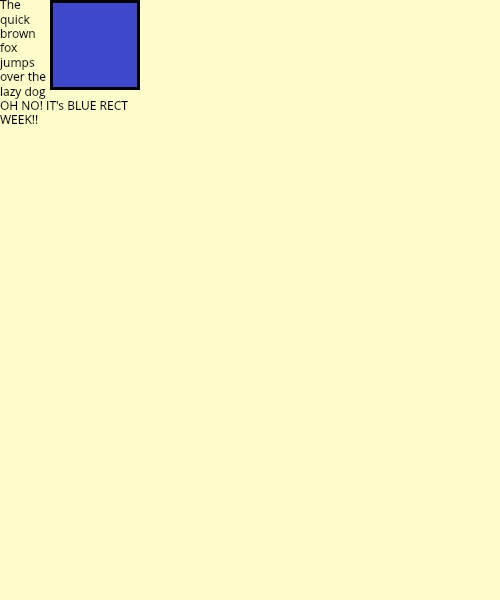 The
quick
brown
fox
jumps
over the
lazy dog
OH NO! IT's BLUE RECT
WEEK!!